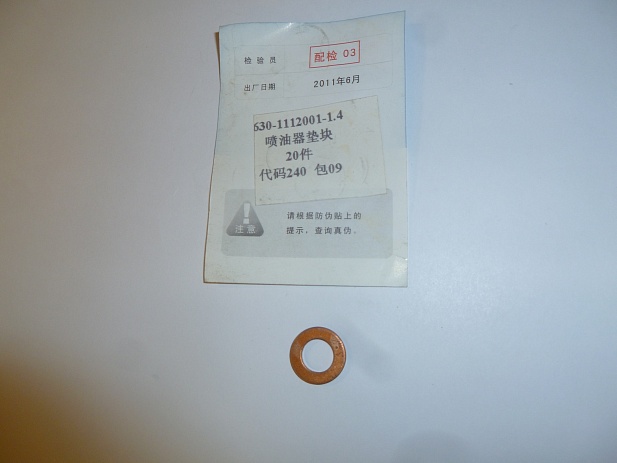 检验员 配检 03
出厂日期 2011年6月
630-1112001-1.4
喷油器垫块
20件
代码240 包09
注意
请根据防伪贴上的
提示，查询真伪。